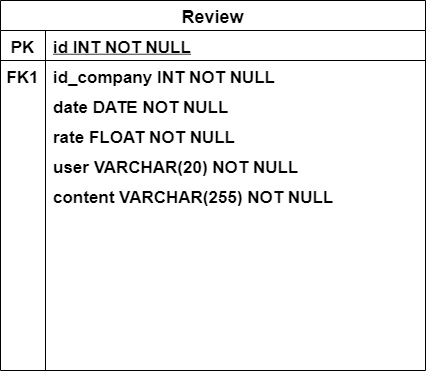 Review
PK id INT NOT NULL
FK1 id_company INT NOT NULL
date DATE NOT NULL
rate FLOAT NOT NULL
user VARCHAR(20) NOT NULL
content VARCHAR(255) NOT NULL